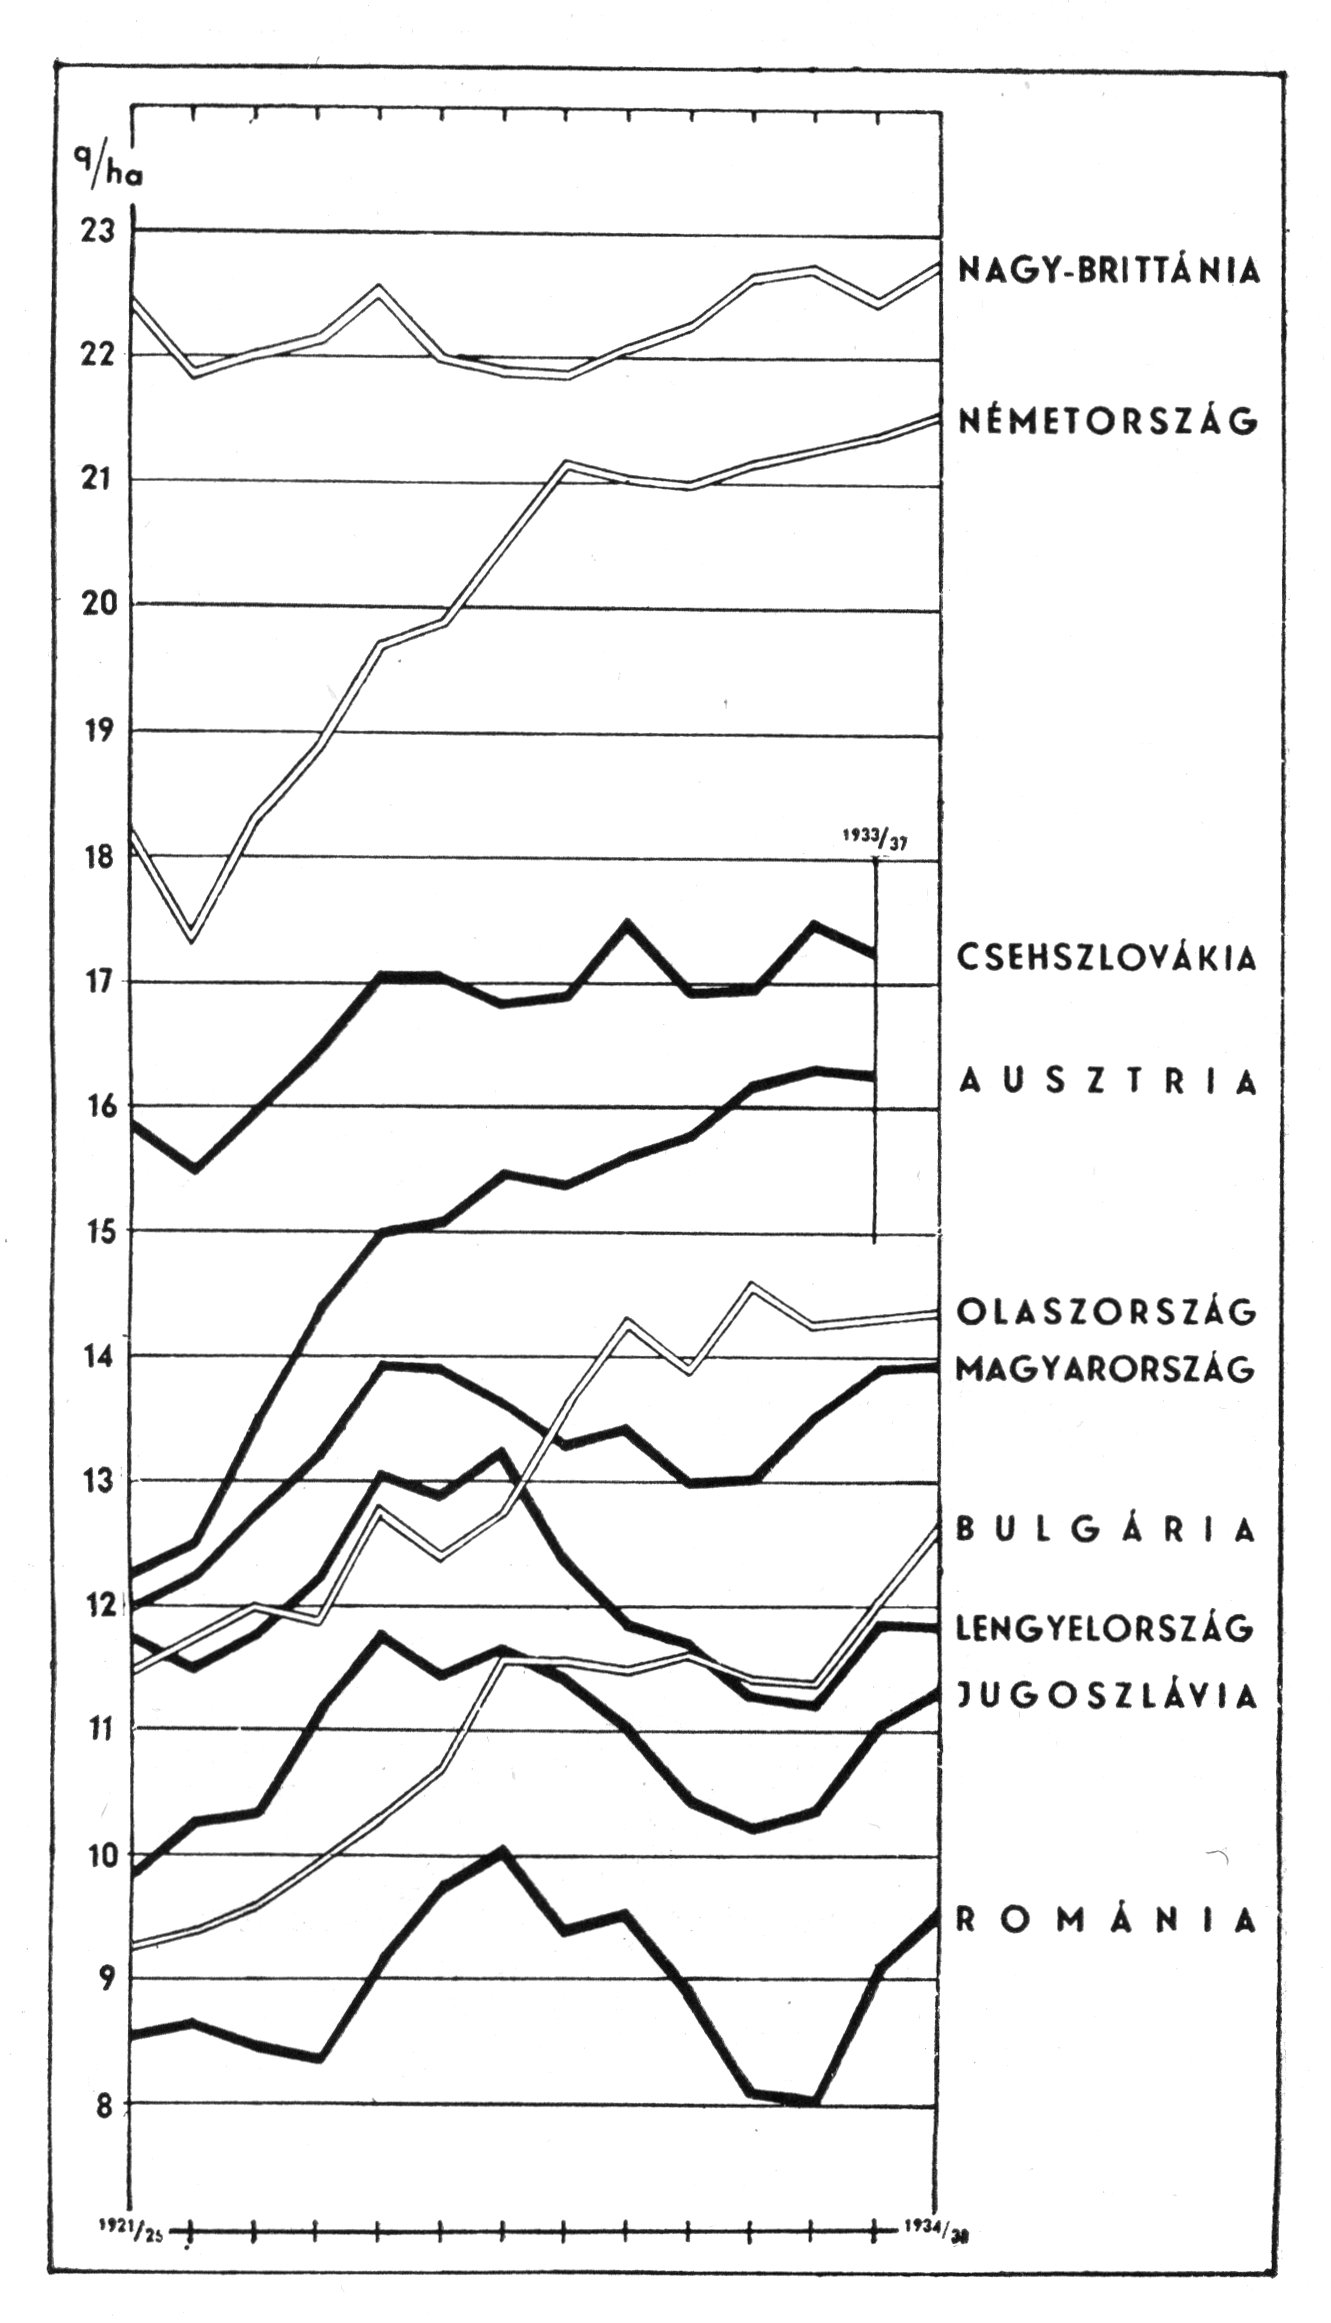 q/ha
23
NAGY-BRITTÁNIA
22
NÉMETORSZÁG
21
20
19
1933/37
18
CSEHSZLOVÁKIA
17
AUSZTRIA
16
15
OLASZORSZÁG
14
MAGYARORSZÁG
13
BULGÁRIA
12
LENGYELORSZÁG
JUGOSZLÁVIA
11
10
ROMÁNIA
9
8
1921/25
1934/38